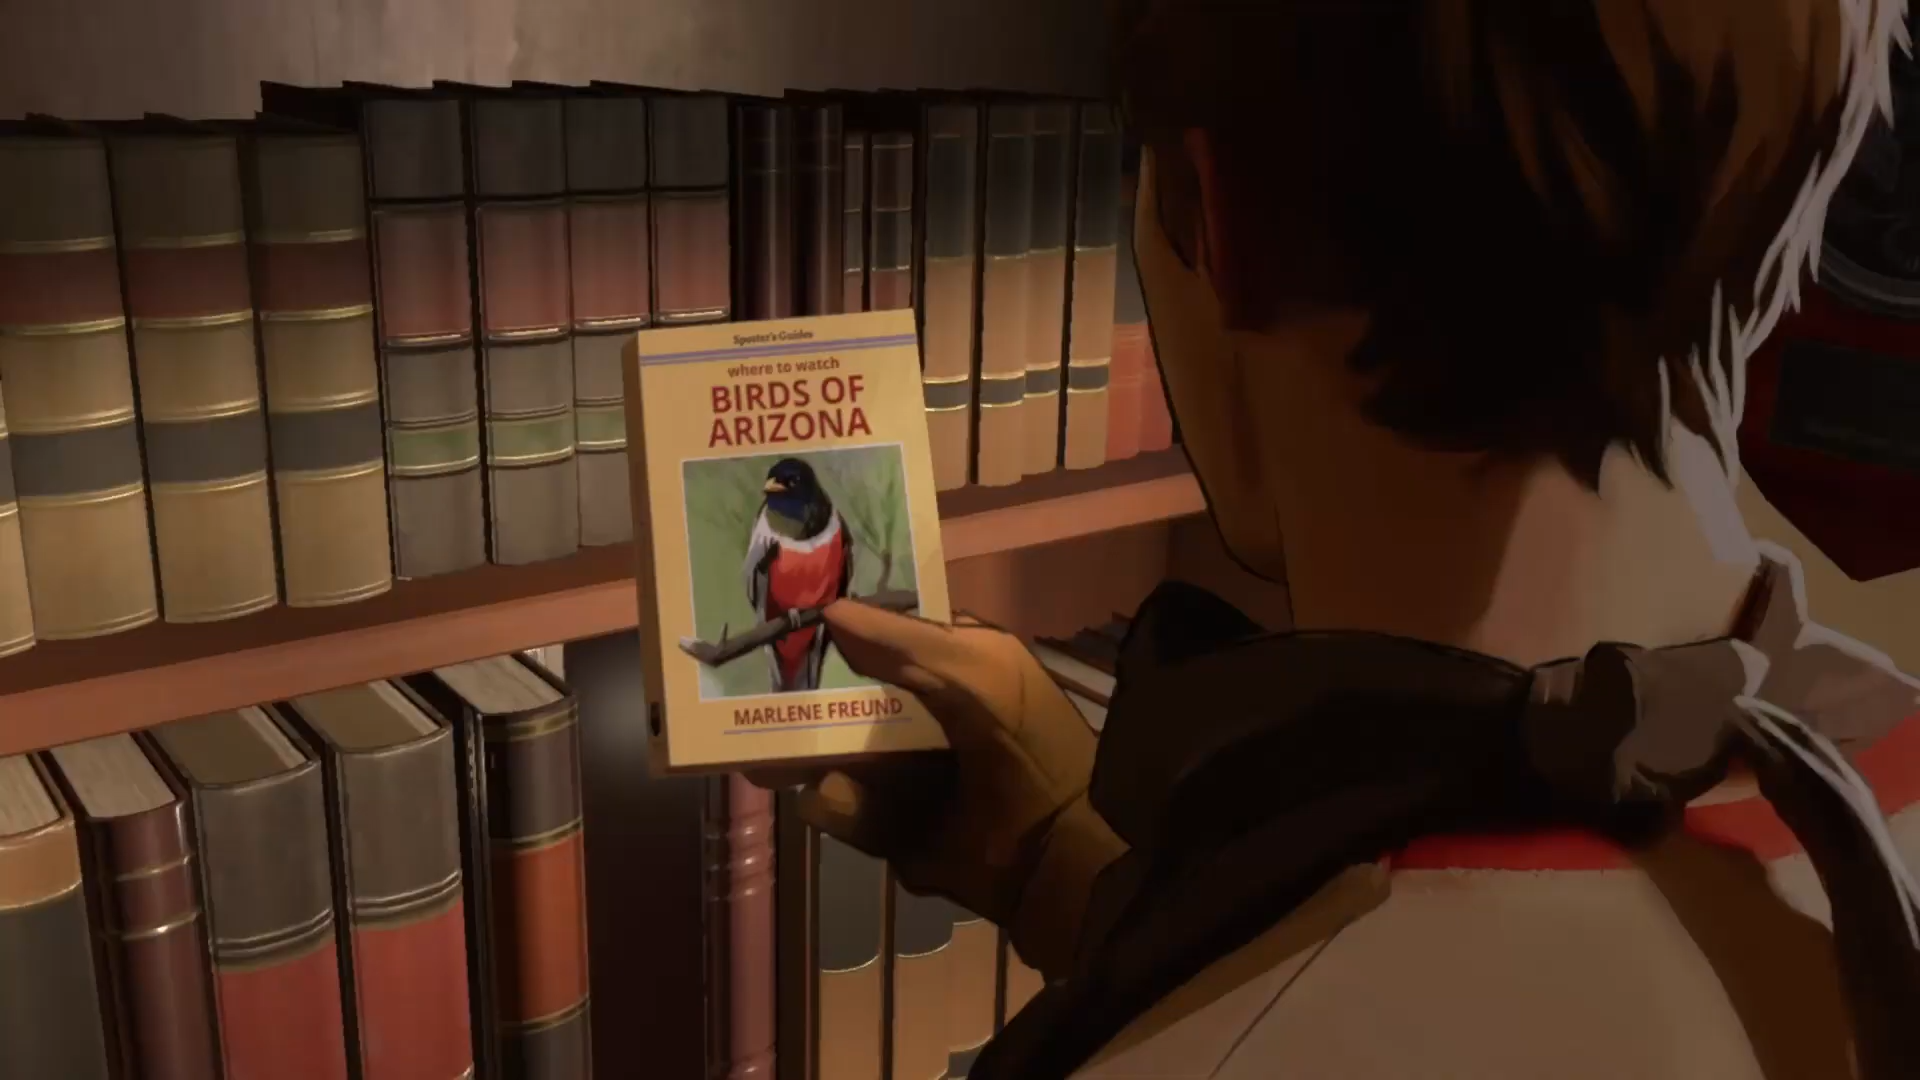 Spotter's Guides
where to watch
BIRDS OF
ARIZONA
MARLENE FREUND